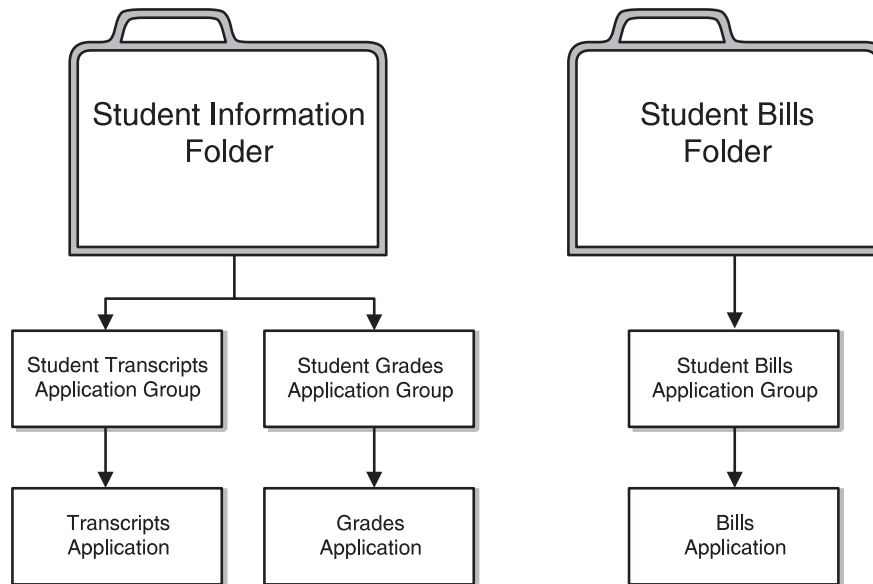 Student Information
Folder
Student Bills
Folder
Student Transcripts
Application Group
Student Grades
Application Group
Student Bills
Application Group
Transcripts
Application
Grades
Application
Bills
Application